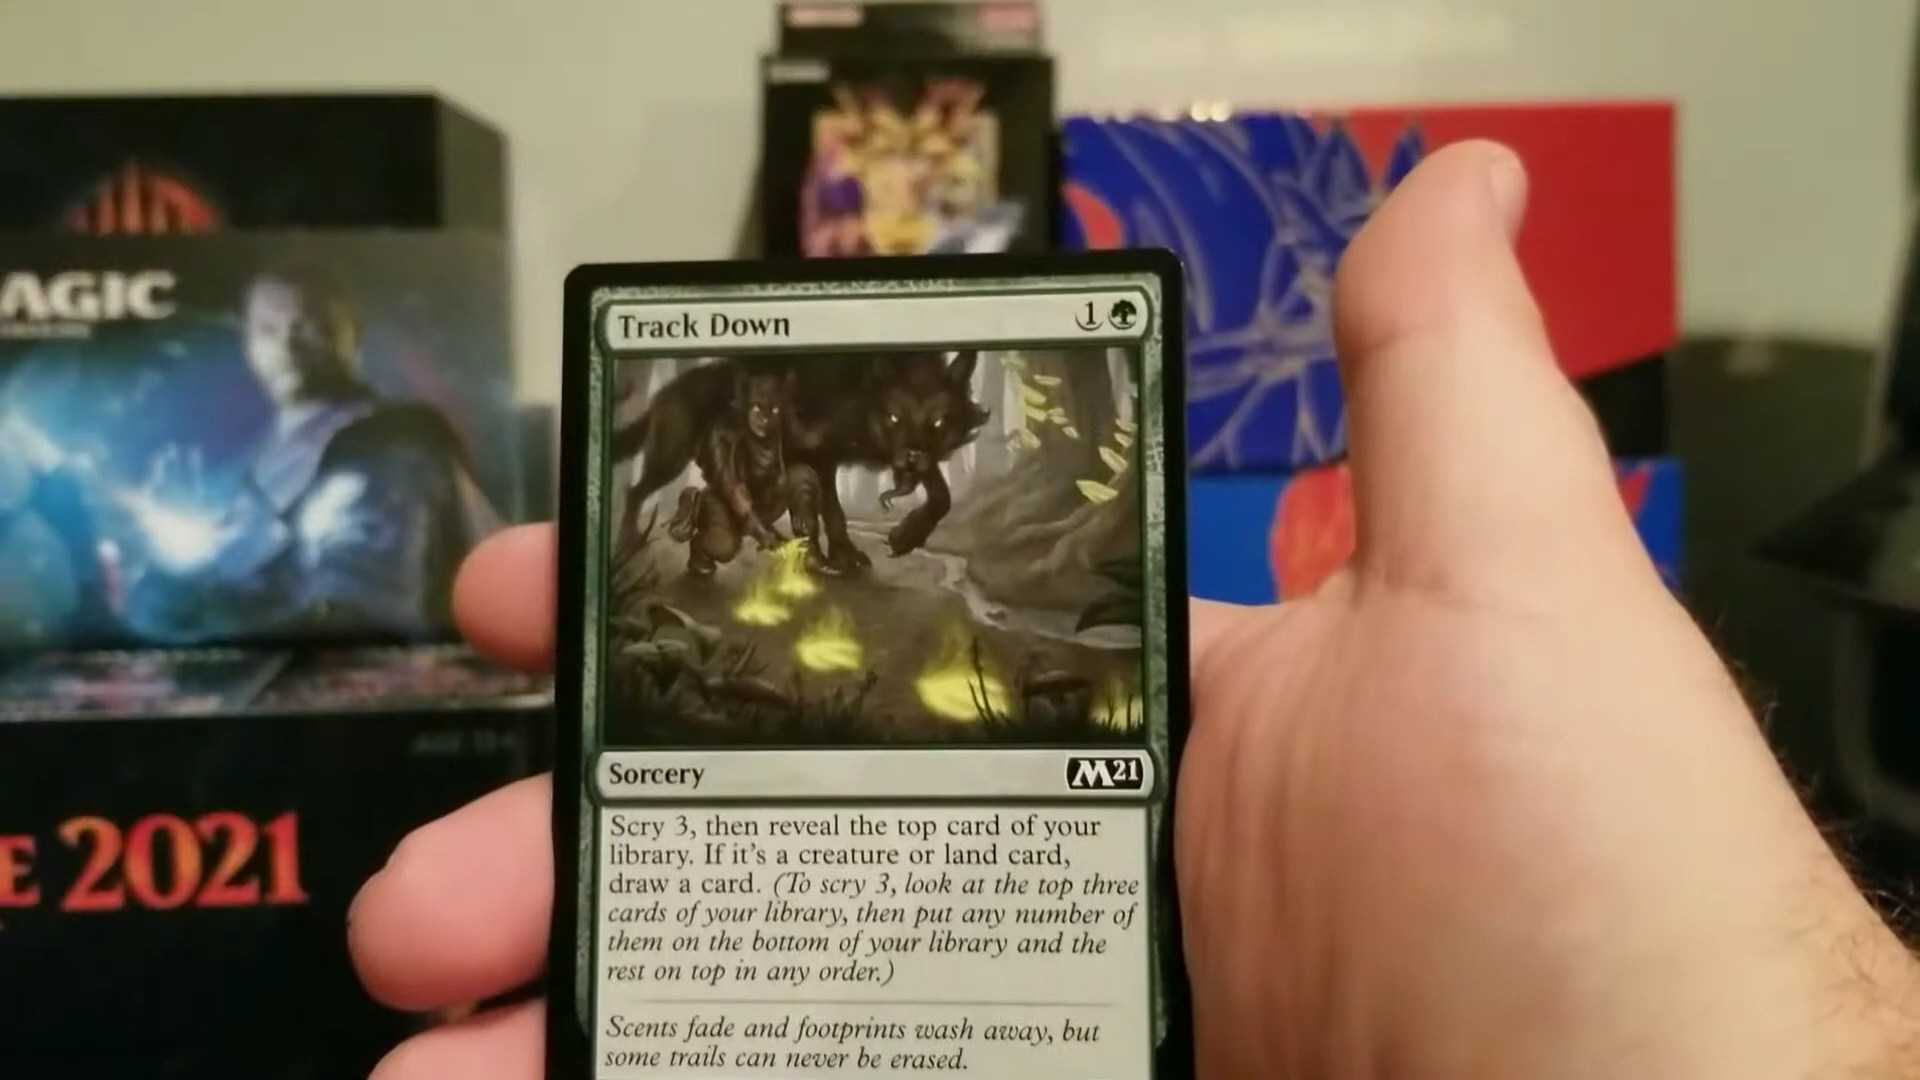 AGIC
E 2021
Track Down
1
Sorcery
M21
Scry 3, then reveal the top card of your
library. If it's a creature or land card,
draw a card. (To scry 3, look at the top three
cards of your library, then put any number of
them on the bottom of your library and the
rest on top in any order.)
Scents fade and footprints wash away, but
some trails can never be erased.